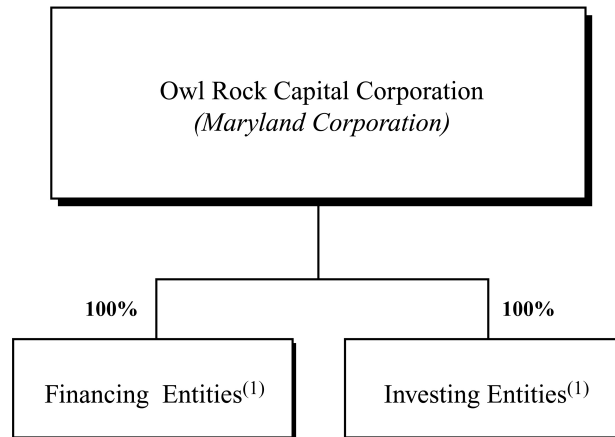 Owl Rock Capital Corporation
(Maryland Corporation)
100%
100%
Financing Entities(1)
Investing Entities(1)